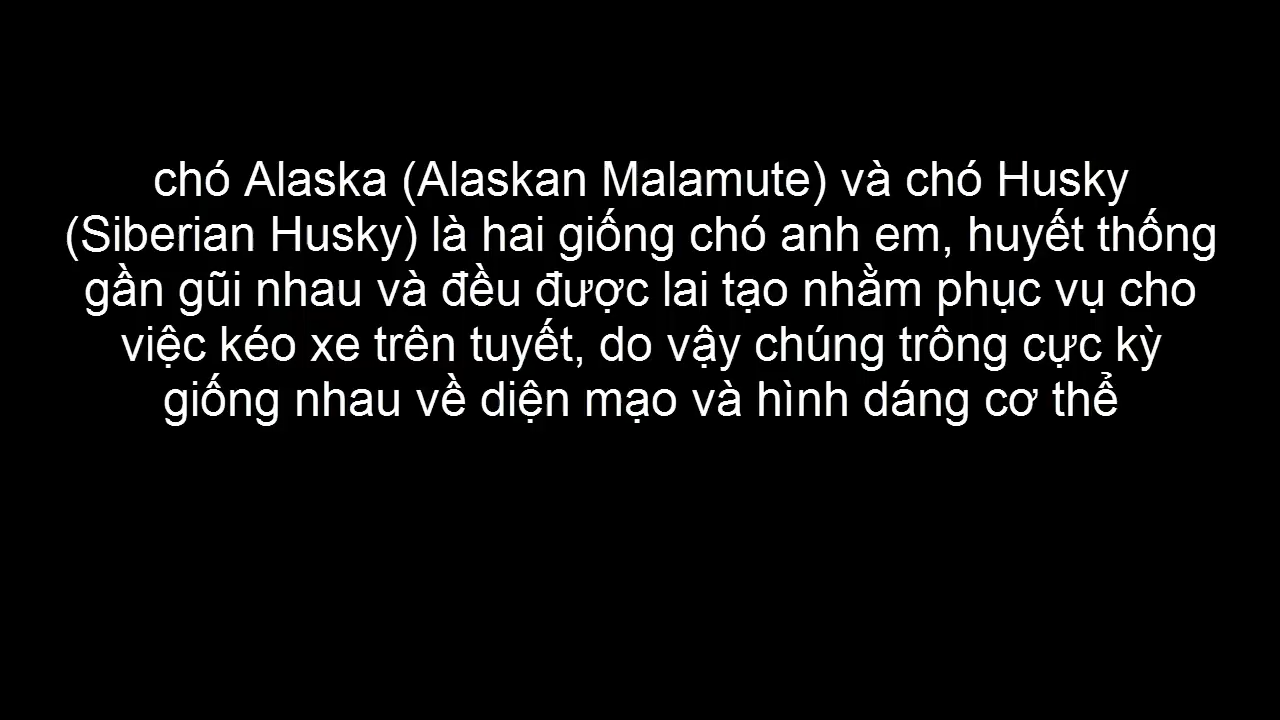 chó Alaska (Alaskan Malamute) và chó Husky
(Siberian Husky) là hai giống chó anh em, huyết thống
gần gũi nhau và đều được lai tạo nhằm phục vụ cho
việc kéo xe trên tuyết, do vậy chúng trông cực kỳ
giống nhau về diện mạo và hình dáng cơ thể